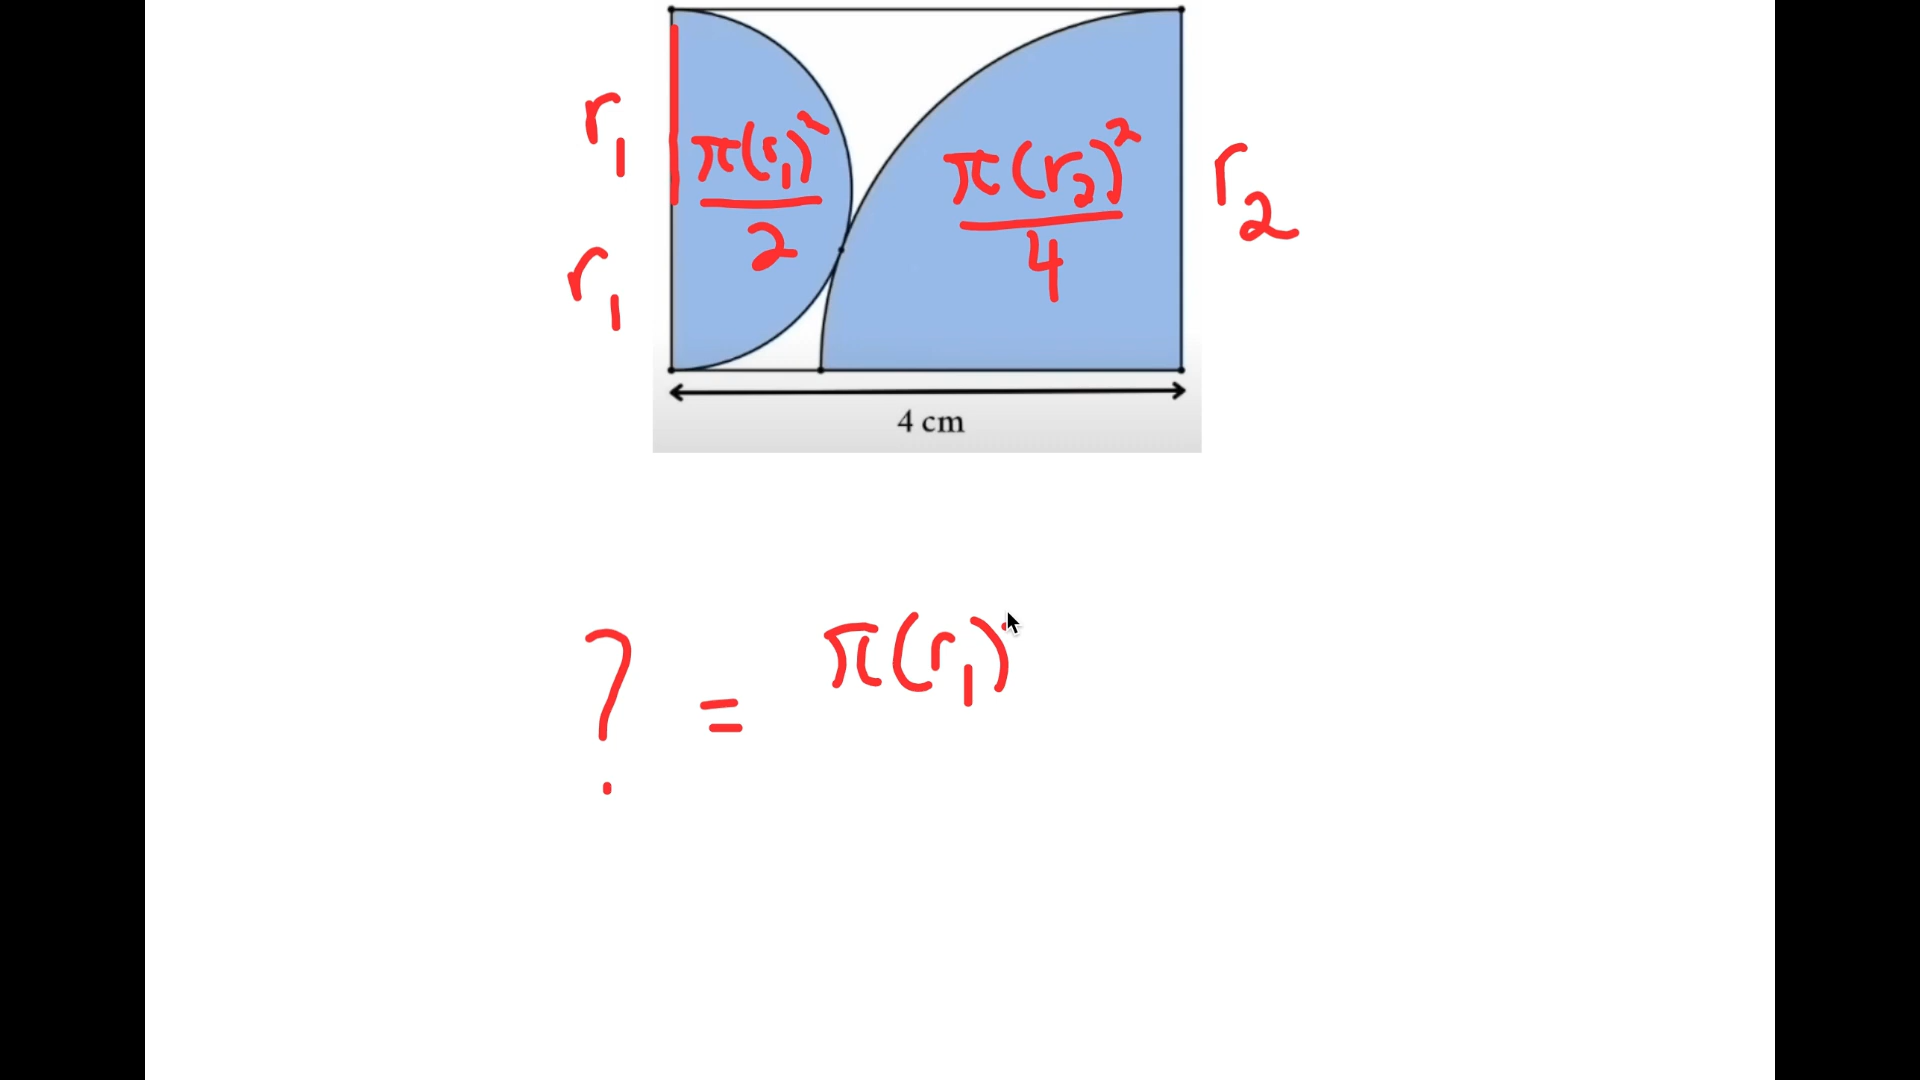 r₁
π(r₁)²/2
π(r₂)²/4
r₂
r₁
4 cm
? = π(r₁)